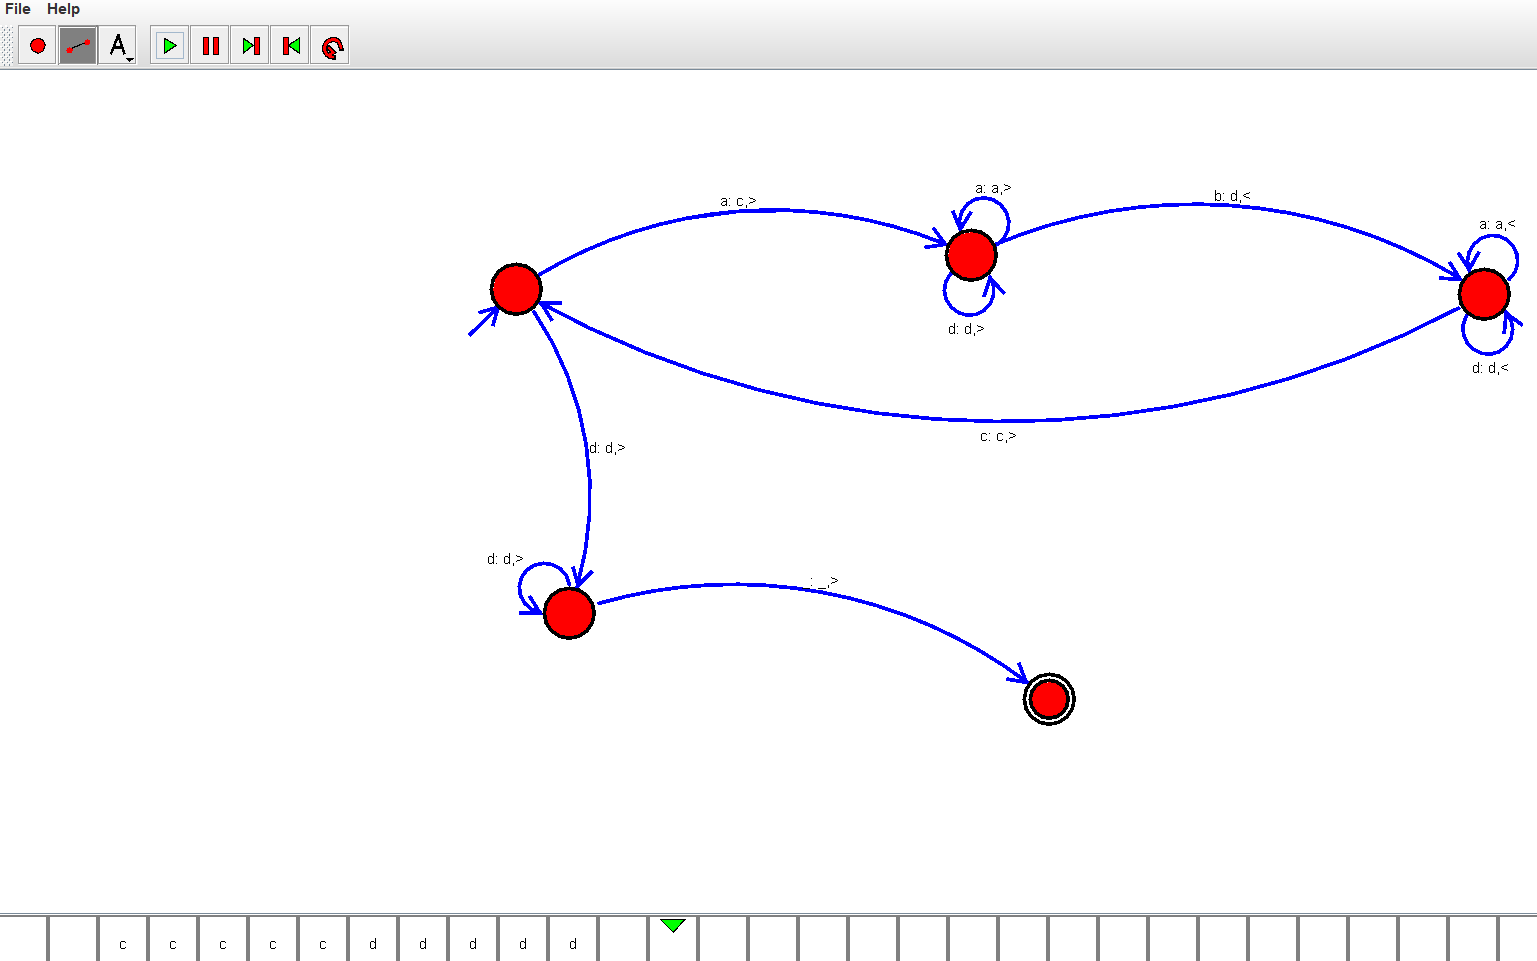 File Help
A
a: a,>
b: d,<
a: c,>
a: a,<
d: d,>
d: d,<
c: c,>
d: d,>
d: d,>
: _,>
c c c c c d d d d d